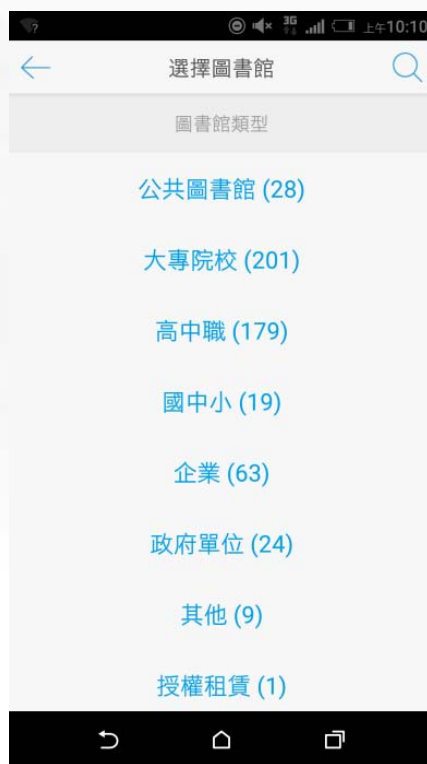 3G
上午10:10
選擇圖書館
圖書館類型
公共圖書館 (28)
大專院校 (201)
高中職 (179)
國中小 (19)
企業 (63)
政府單位 (24)
其他 (9)
授權租賃 (1)